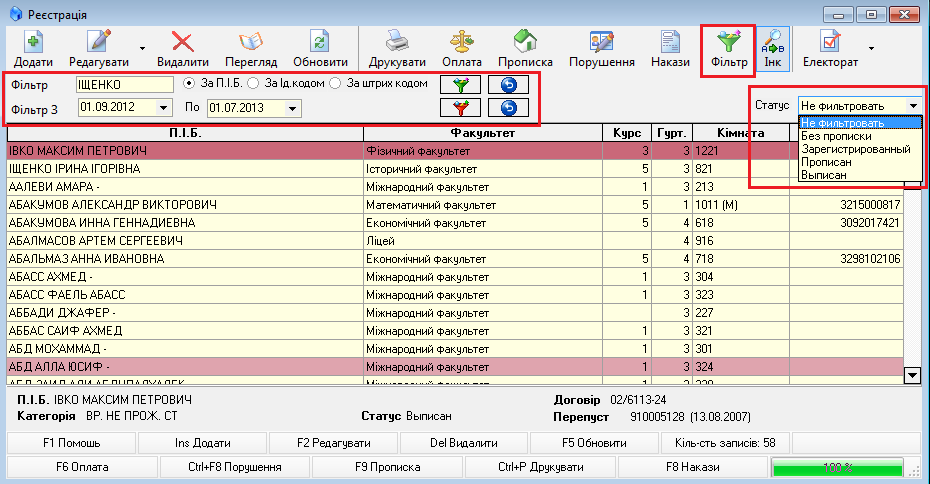 Реєстрація
Додати Редагувати Видалити Перегляд Обновити Друкувати Оплата Прописка Порушення Накази Фільтр Інк Електорат
Фільтр ІЩЕНКО За П.І.Б. За Ід.кодом За штрих кодом
Фільтр З 01.09.2012 По 01.07.2013
Статус Не фильтровать
Не фильтровать
Без прописки
Зарегистрированный
Прописан
Выписан
П.І.Б. Факультет Курс Гурт. Кімната
ІВКО МАКСИМ ПЕТРОВИЧ Фізичний факультет 3 3 1221
ІЩЕНКО ІРИНА ІГОРІВНА Історичний факультет 5 3 821
ААЛЕВИ АМАРА - Міжнародний факультет 1 3 213
АБАКУМОВ АЛЕКСАНДР ВИКТОРОВИЧ Математичний факультет 5 1 1011 (М) 3215000817
АБАКУМОВА ИННА ГЕННАДИЕВНА Економічний факультет 5 4 618 3092017421
АБАЛМАСОВ АРТЕМ СЕРГЕЕВИЧ Ліцей 4 916
АБАЛЬМАЗ АННА ИВАНОВНА Економічний факультет 5 4 718 3298102106
АБАСС АХМЕД - Міжнародний факультет 1 3 304
АБАСС ФАЕЛЬ АБАСС Міжнародний факультет 1 3 323
АББАДИ ДЖАФЕР - Міжнародний факультет 3 227
АББАС САИФ АХМЕД Міжнародний факультет 1 3 321
АБД МОХАММАД - Міжнародний факультет 1 3 301
АБД АЛЛА ЮСИФ - Міжнародний факультет 1 3 324
П.І.Б. ІВКО МАКСИМ ПЕТРОВИЧ Договір 02/6113-24
Категорія ВР. НЕ ПРОЖ. СТ Статус Выписан Перепуст 910005128 (13.08.2007)
F1 Помошь Ins Додати F2 Редагувати Del Видалити F5 Обновити Кіль-сть записів: 58
F6 Оплата Ctrl+F8 Порушення F9 Прописка Ctrl+P Друкувати F8 Накази 100 %